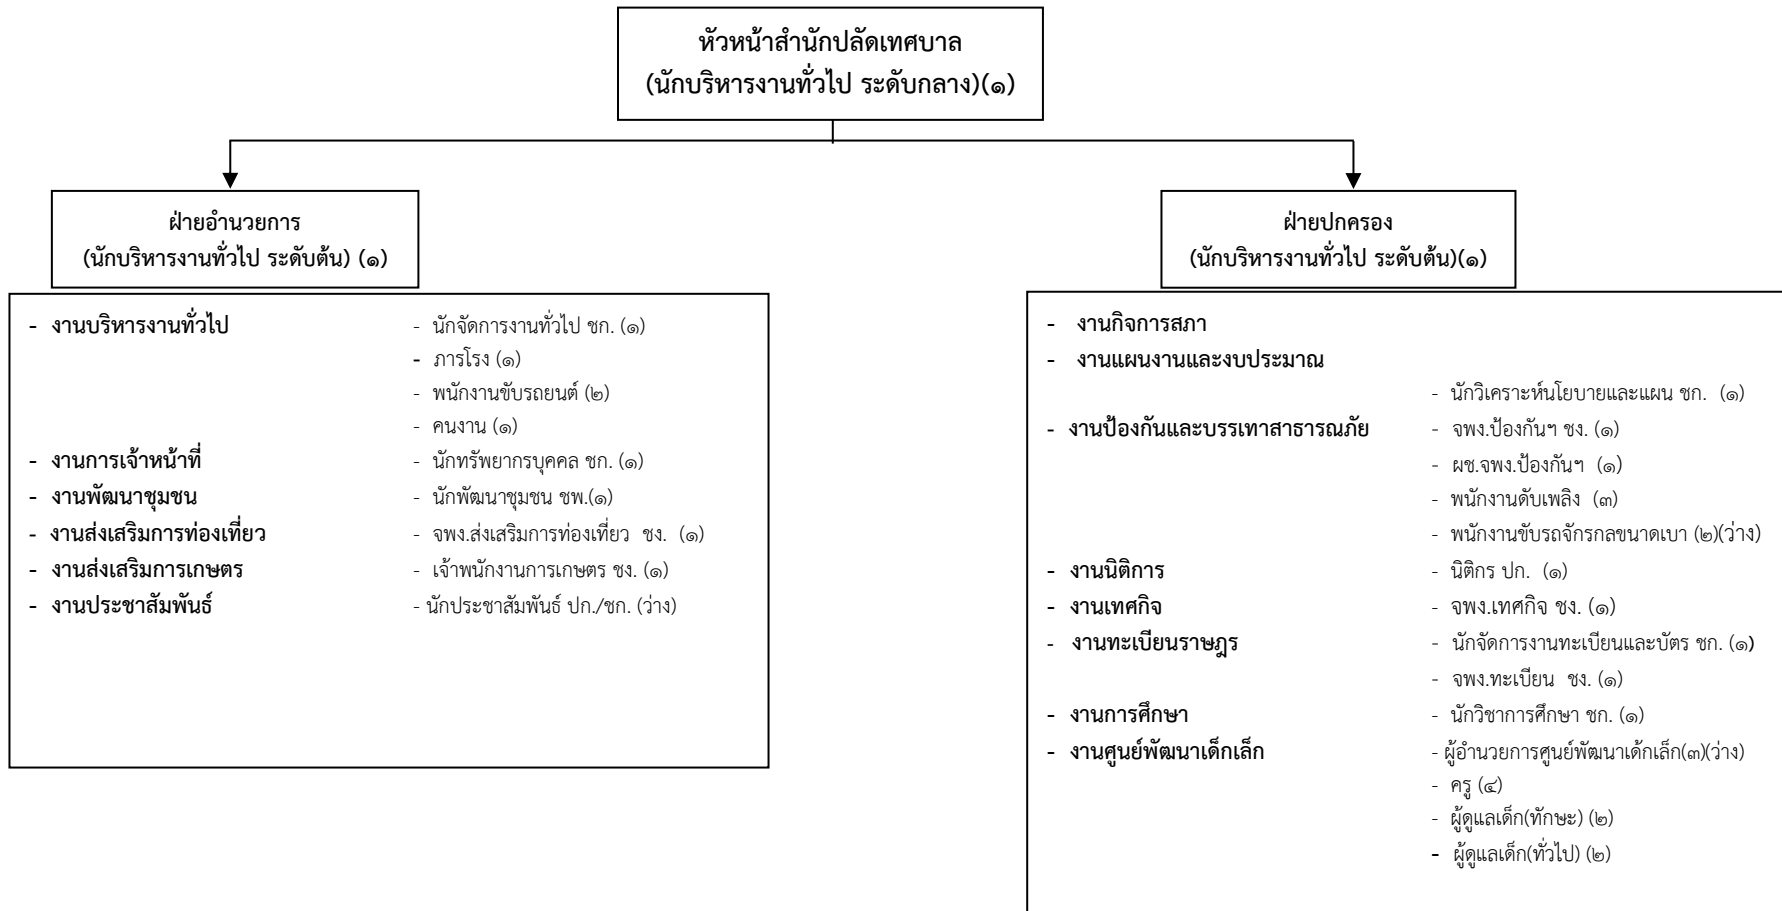 หัวหน้าสำนักปลัดเทศบาล
(นักบริหารงานทั่วไป ระดับกลาง)(๑)
ฝ่ายอำนวยการ
(นักบริหารงานทั่วไป ระดับต้น) (๑)
- งานบริหารงานทั่วไป - นักจัดการงานทั่วไป ชก. (๑)
- ภารโรง (๑)
- พนักงานขับรถยนต์ (๒)
- คนงาน (๑)
- งานการเจ้าหน้าที่ - นักทรัพยากรบุคคล ชก. (๑)
- งานพัฒนาชุมชน - นักพัฒนาชุมชน ชพ.(๑)
- งานส่งเสริมการท่องเที่ยว - จพง.ส่งเสริมการท่องเที่ยว ชง. (๑)
- งานส่งเสริมการเกษตร - เจ้าพนักงานการเกษตร ชง. (๑)
- งานประชาสัมพันธ์ - นักประชาสัมพันธ์ ปก./ชก. (ว่าง)
ฝ่ายปกครอง
(นักบริหารงานทั่วไป ระดับต้น)(๑)
- งานกิจการสภา
- งานแผนงานและงบประมาณ
- นักวิเคราะห์นโยบายและแผน ชก. (๑)
- งานป้องกันและบรรเทาสาธารณภัย - จพง.ป้องกันฯ ชง. (๑)
- ผช.จพง.ป้องกันฯ (๑)
- พนักงานดับเพลิง (๓)
- พนักงานขับรถจักรกลขนาดเบา (๒)(ว่าง)
- งานนิติการ - นิติกร ปก. (๑)
- งานเทศกิจ - จพง.เทศกิจ ชง. (๑)
- งานทะเบียนราษฎร - นักจัดการงานทะเบียนและบัตร ชก. (๑)
- จพง.ทะเบียน ชง. (๑)
- งานการศึกษา - นักวิชาการศึกษา ชก. (๑)
- งานศูนย์พัฒนาเด็กเล็ก - ผู้อำนวยการศูนย์พัฒนาเด้กเล็ก(๓)(ว่าง)
- ครู (๔)
- ผู้ดูแลเด็ก(ทักษะ) (๒)
- ผู้ดูแลเด็ก(ทั่วไป) (๒)